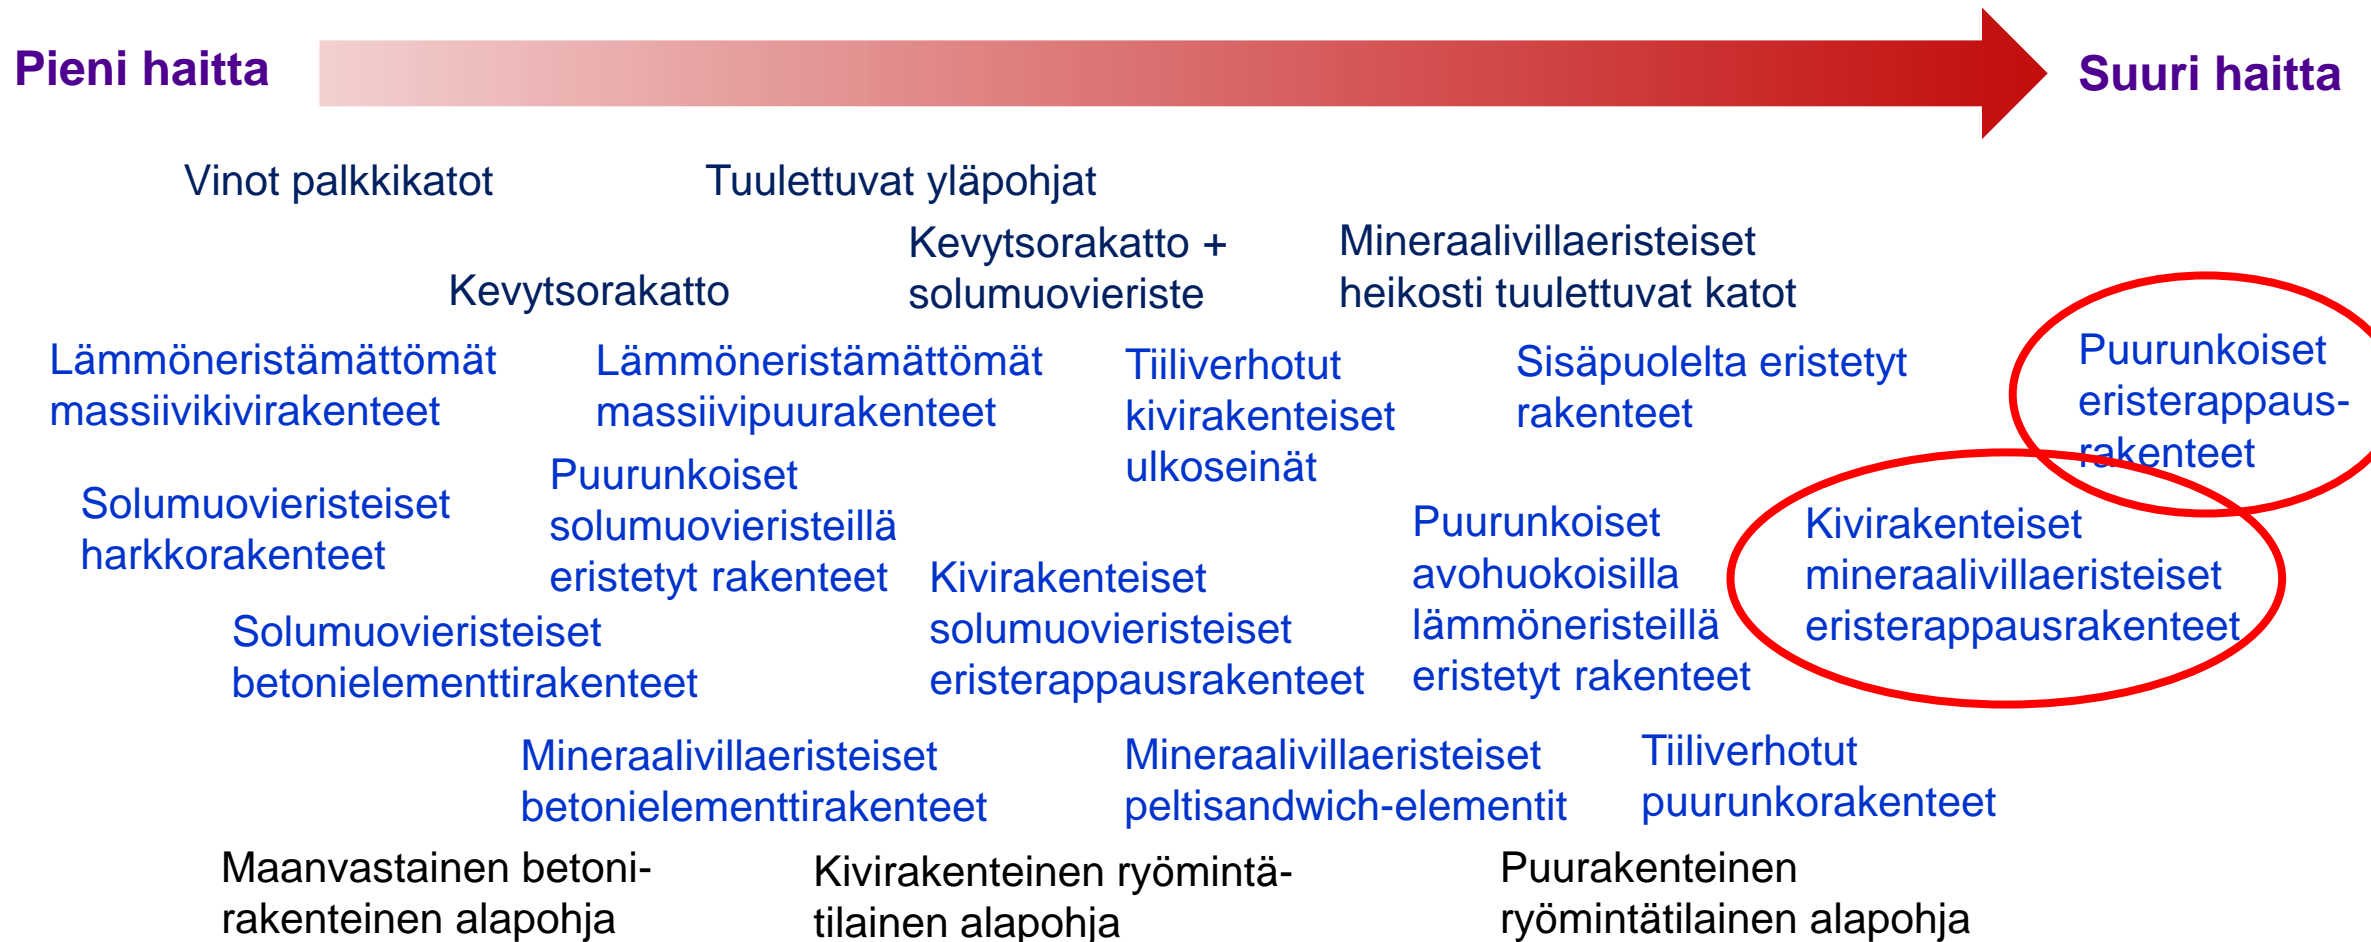 Pieni haitta
Suuri haitta
Vinot palkkikatot
Tuulettuvat yläpohjat
Kevytsorakatto
Kevytsorakatto +
solumuovieriste
Mineraalivillaeristeiset
heikosti tuulettuvat katot
Lämmöneristämättömät
massiivikivirakenteet
Lämmöneristämättömät
massiivipuurakenteet
Tiiliverhotut
kivirakenteiset
ulkoseinät
Sisäpuolelta eristetyt
rakenteet
Puurunkoiset
eristerappaus-
rakenteet
Solumuovieristeiset
harkkorakenteet
Puurunkoiset
solumuovieristeillä
eristetyt rakenteet
Kivirakenteiset
solumuovieristeiset
eristerappausrakenteet
Puurunkoiset
avohuokoisilla
lämmöneristeillä
eristetyt rakenteet
Kivirakenteiset
mineraalivillaeristeiset
eristerappausrakenteet
Solumuovieristeiset
betonielementtirakenteet
Mineraalivillaeristeiset
betonielementtirakenteet
Mineraalivillaeristeiset
peltisandwich-elementit
Tiiliverhotut
puurunkorakenteet
Maanvastainen betoni-
rakenteinen alapohja
Kivirakenteinen ryömintä-
tilainen alapohja
Puurakenteinen
ryömintätilainen alapohja